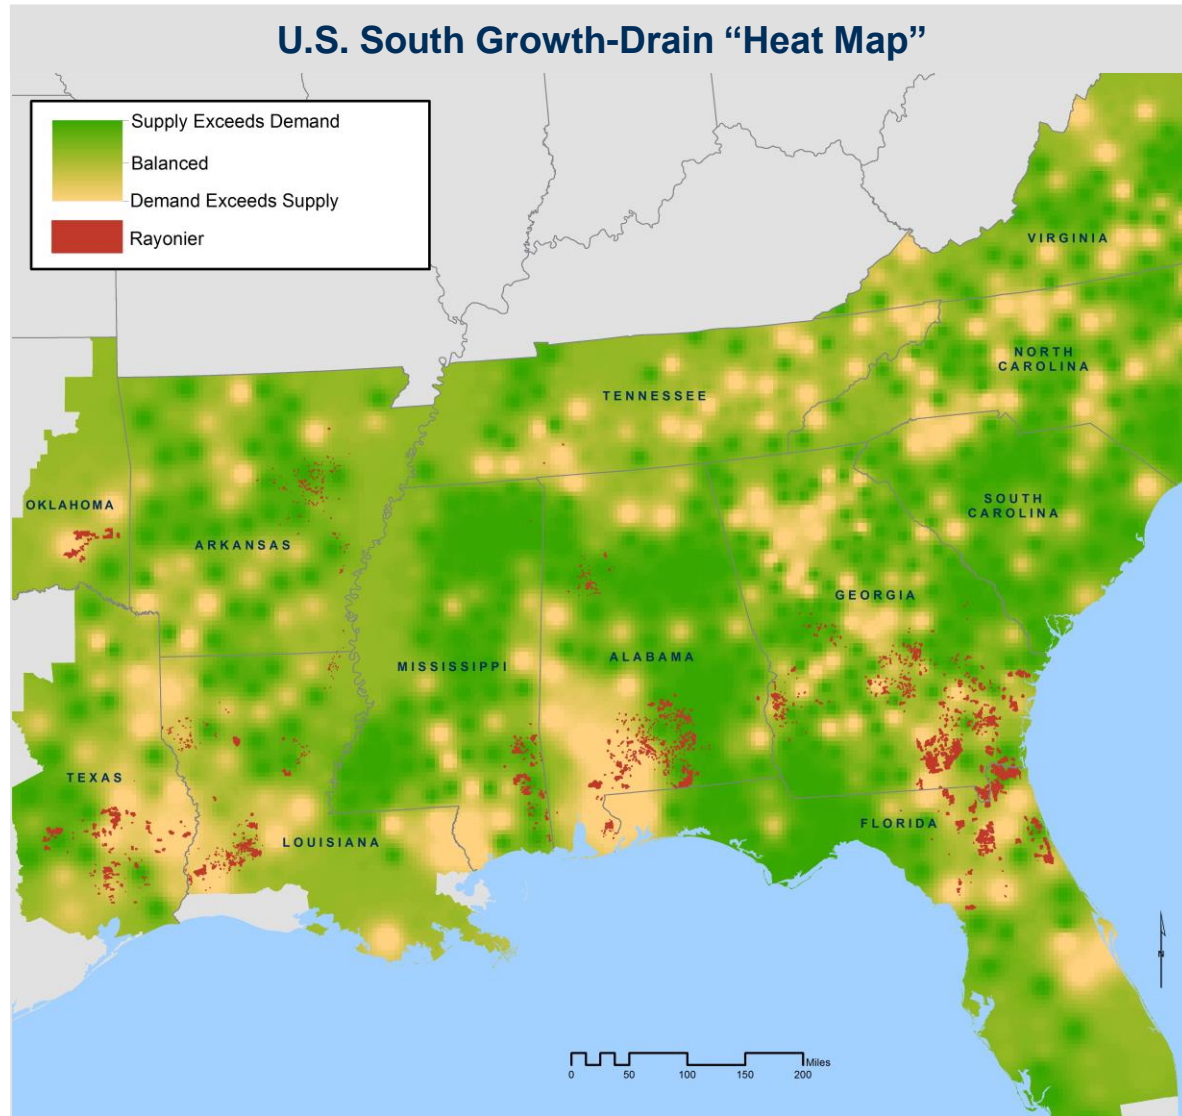 U.S. South Growth-Drain “Heat Map”
Supply Exceeds Demand
Balanced
Demand Exceeds Supply
Rayonier
VIRGINIA
NORTH
CAROLINA
TENNESSEE
OKLAHOMA
ARKANSAS
SOUTH
CAROLINA
GEORGIA
MISSISSIPPI
ALABAMA
TEXAS
LOUISIANA
FLORIDA
N
Miles
0 50 100 150 200